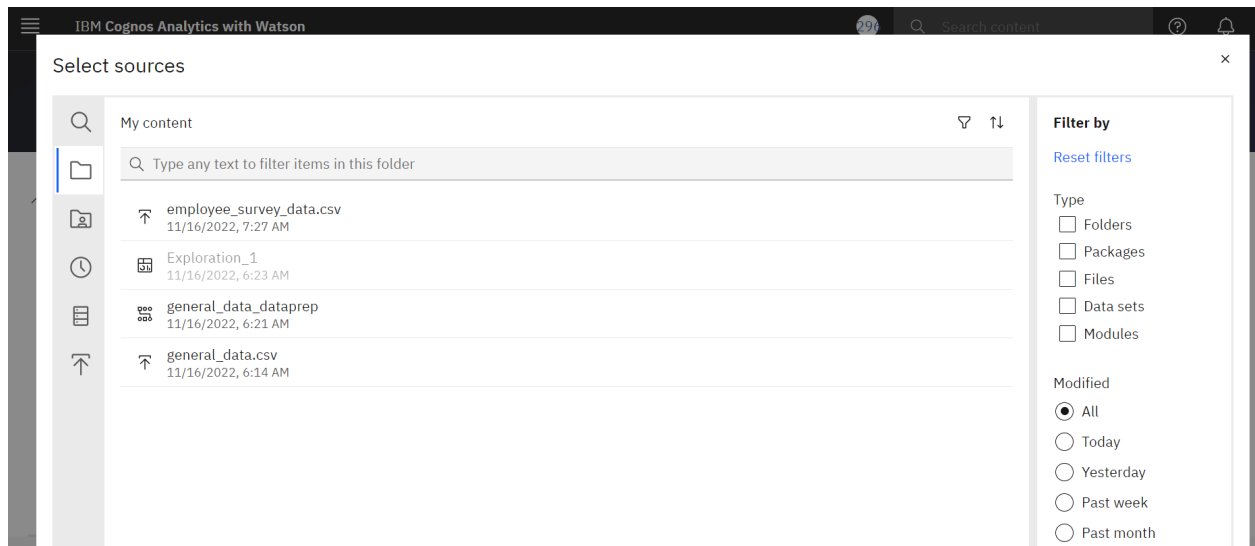 IBM Cognos Analytics with Watson
296
Search content
Select sources
My content
Type any text to filter items in this folder
employee_survey_data.csv
11/16/2022, 7:27 AM
Exploration_1
11/16/2022, 6:23 AM
general_data_dataprep
11/16/2022, 6:21 AM
general_data.csv
11/16/2022, 6:14 AM
Filter by
Reset filters
Type
Folders
Packages
Files
Data sets
Modules
Modified
All
Today
Yesterday
Past week
Past month